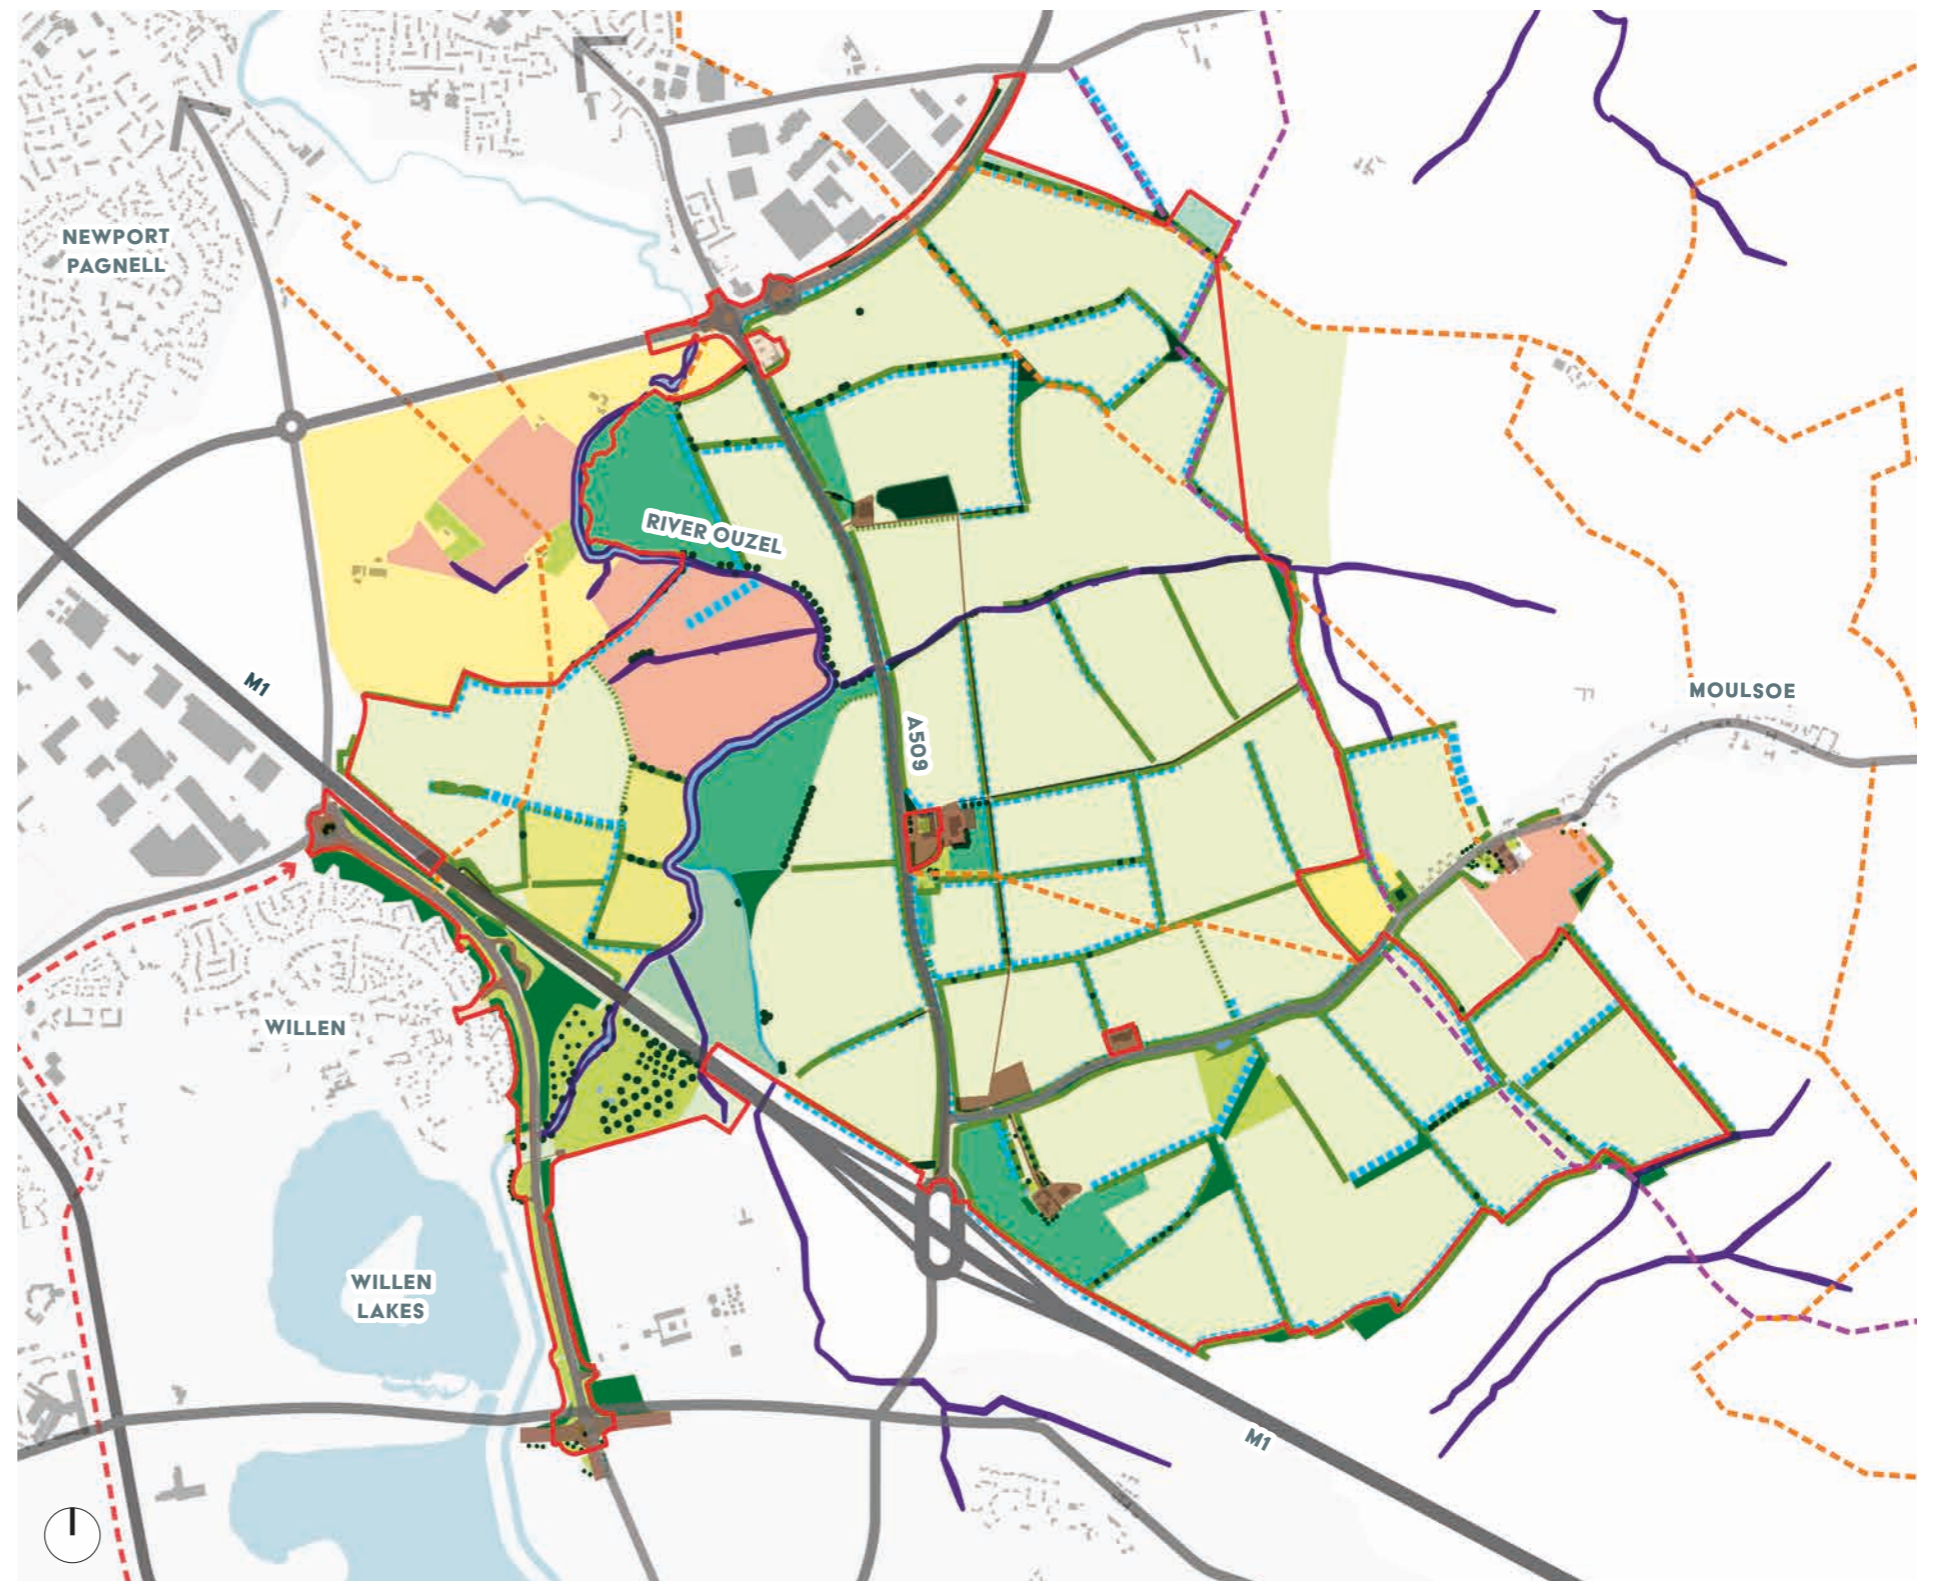 NEWPORT
PAGNELL
RIVER OUZEL
M1
A509
MOULSOE
WILLEN
WILLEN
LAKES
M1